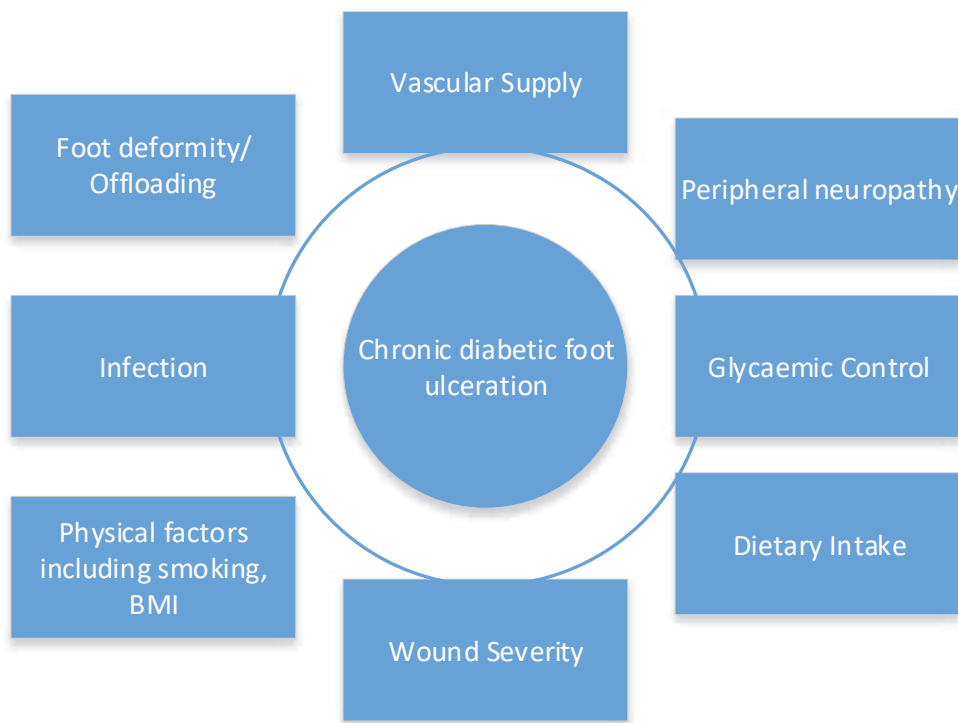 Vascular Supply
Foot deformity/
Offloading
Peripheral neuropathy
Infection
Chronic diabetic foot
ulceration
Glycaemic Control
Physical factors
including smoking,
BMI
Dietary Intake
Wound Severity